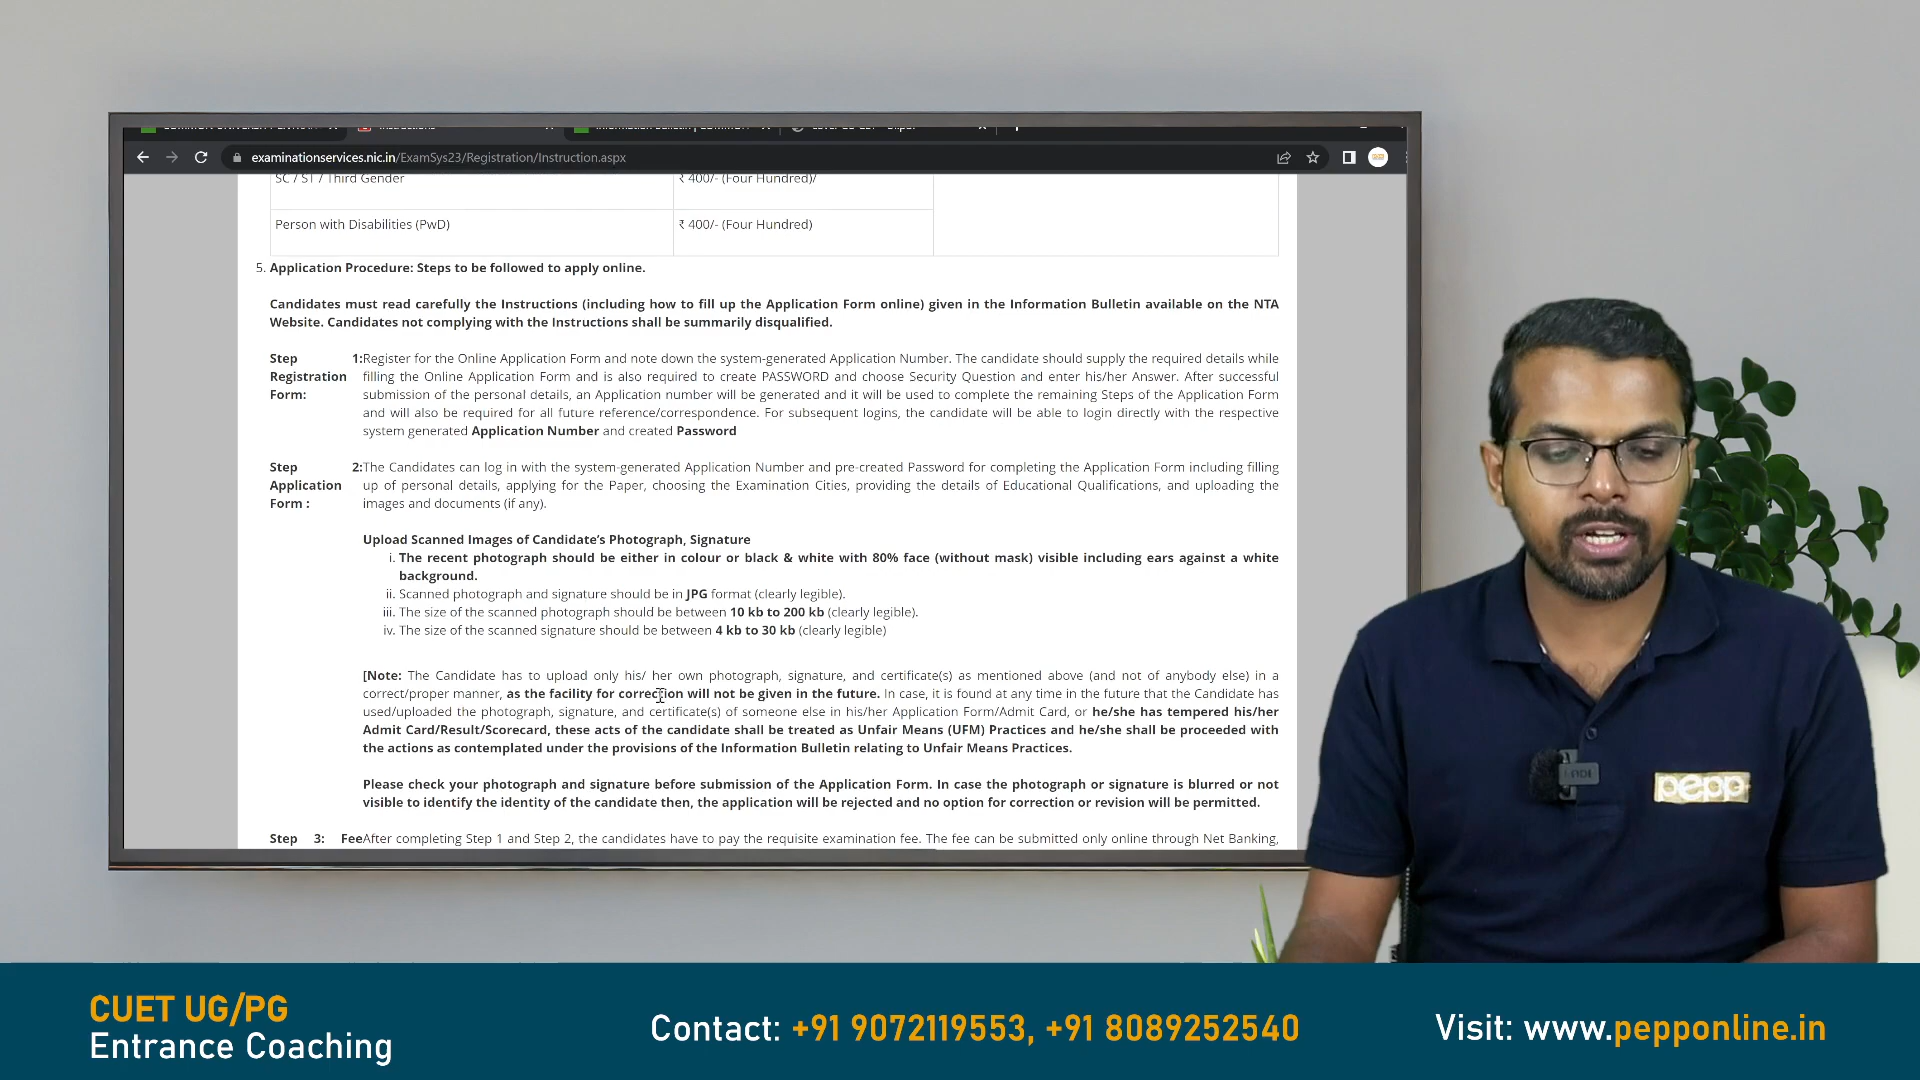 examinationservices.nic.in/ExamSys23/Registration/Instruction.aspx
SC / ST / Third Gender ₹ 400/- (Four Hundred)/
Person with Disabilities (PwD) ₹ 400/- (Four Hundred)
5. Application Procedure: Steps to be followed to apply online.
Candidates must read carefully the Instructions (including how to fill up the Application Form online) given in the Information Bulletin available on the NTA
Website. Candidates not complying with the Instructions shall be summarily disqualified.
Step 1:Register for the Online Application Form and note down the system-generated Application Number. The candidate should supply the required details while
Registration filling the Online Application Form and is also required to create PASSWORD and choose Security Question and enter his/her Answer. After successful
Form: submission of the personal details, an Application number will be generated and it will be used to complete the remaining Steps of the Application Form
and will also be required for all future reference/correspondence. For subsequent logins, the candidate will be able to login directly with the respective
system generated Application Number and created Password
Step 2:The Candidates can log in with the system-generated Application Number and pre-created Password for completing the Application Form including filling
Application up of personal details, applying for the Paper, choosing the Examination Cities, providing the details of Educational Qualifications, and uploading the
Form : images and documents (if any).
Upload Scanned Images of Candidate's Photograph, Signature
i. The recent photograph should be either in colour or black & white with 80% face (without mask) visible including ears against a white
background.
ii. Scanned photograph and signature should be in JPG format (clearly legible).
iii. The size of the scanned photograph should be between 10 kb to 200 kb (clearly legible).
iv. The size of the scanned signature should be between 4 kb to 30 kb (clearly legible)
[Note: The Candidate has to upload only his/ her own photograph, signature, and certificate(s) as mentioned above (and not of anybody else) in a
correct/proper manner, as the facility for correction will not be given in the future. In case, it is found at any time in the future that the Candidate has
used/uploaded the photograph, signature, and certificate(s) of someone else in his/her Application Form/Admit Card, or he/she has tempered his/her
Admit Card/Result/Scorecard, these acts of the candidate shall be treated as Unfair Means (UFM) Practices and he/she shall be proceeded with
the actions as contemplated under the provisions of the Information Bulletin relating to Unfair Means Practices.
Please check your photograph and signature before submission of the Application Form. In case the photograph or signature is blurred or not
visible to identify the identity of the candidate then, the application will be rejected and no option for correction or revision will be permitted.
Step 3: FeeAfter completing Step 1 and Step 2, the candidates have to pay the requisite examination fee. The fee can be submitted only online through Net Banking,
pepp
CUET UG/PG
Entrance Coaching
Contact: +91 9072119553, +91 8089252540
Visit: www.pepponline.in